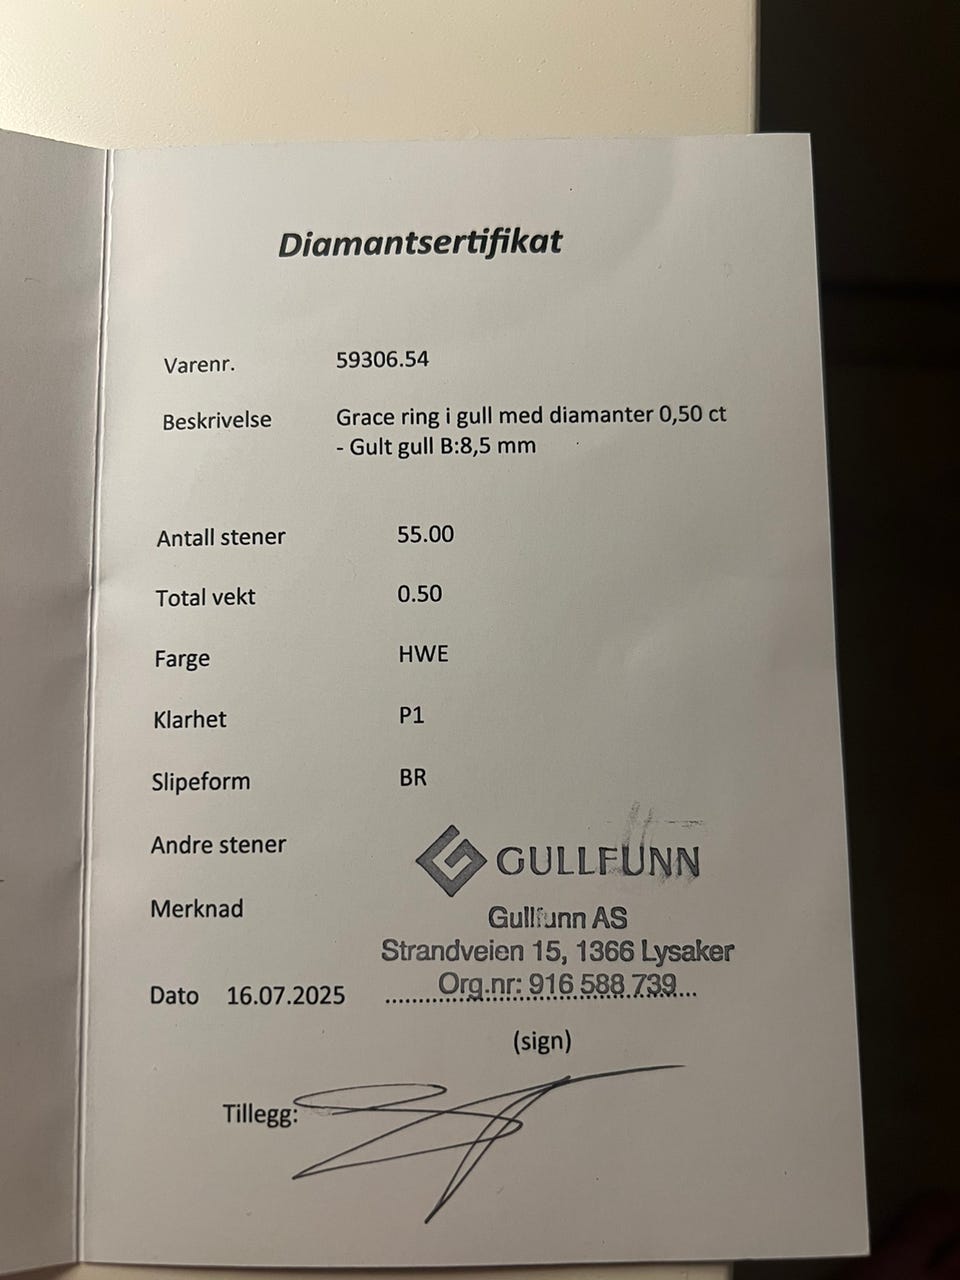 Diamantsertifikat
Varenr. 59306.54
Beskrivelse Grace ring i gull med diamanter 0,50 ct
- Gult gull B:8,5 mm
Antall stener 55.00
Total vekt 0.50
Farge HWE
Klarhet P1
Slipeform BR
Andre stener
GULLFUNN
Merknad
Gullfunn AS
Strandveien 15, 1366 Lysaker
Org.nr: 916 588 739
Dato 16.07.2025
(sign)
Tillegg: